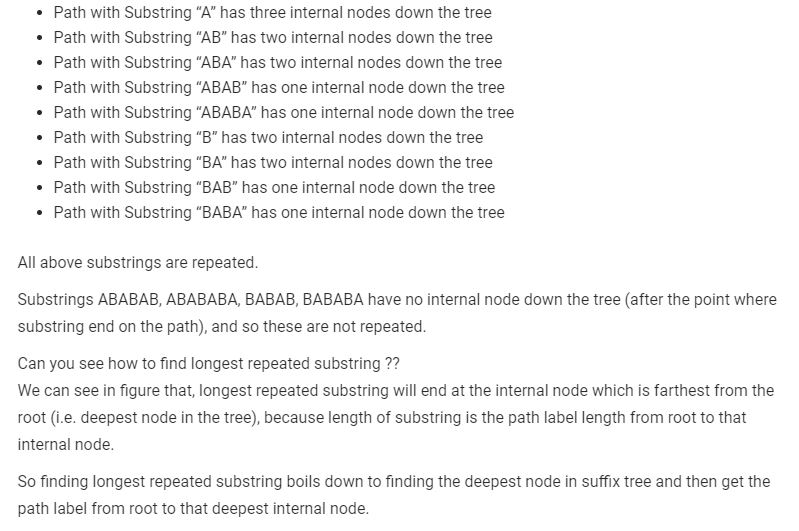 • Path with Substring “A” has three internal nodes down the tree
• Path with Substring “AB” has two internal nodes down the tree
• Path with Substring “ABA” has two internal nodes down the tree
• Path with Substring “ABAB” has one internal node down the tree
• Path with Substring “ABABA” has one internal node down the tree
• Path with Substring “B” has two internal nodes down the tree
• Path with Substring “BA” has two internal nodes down the tree
• Path with Substring “BAB” has one internal node down the tree
• Path with Substring “BABA” has one internal node down the tree
All above substrings are repeated.
Substrings ABABAB, ABABABA, BABAB, BABABA have no internal node down the tree (after the point where
substring end on the path), and so these are not repeated.
Can you see how to find longest repeated substring ??
We can see in figure that, longest repeated substring will end at the internal node which is farthest from the
root (i.e. deepest node in the tree), because length of substring is the path label length from root to that
internal node.
So finding longest repeated substring boils down to finding the deepest node in suffix tree and then get the
path label from root to that deepest internal node.